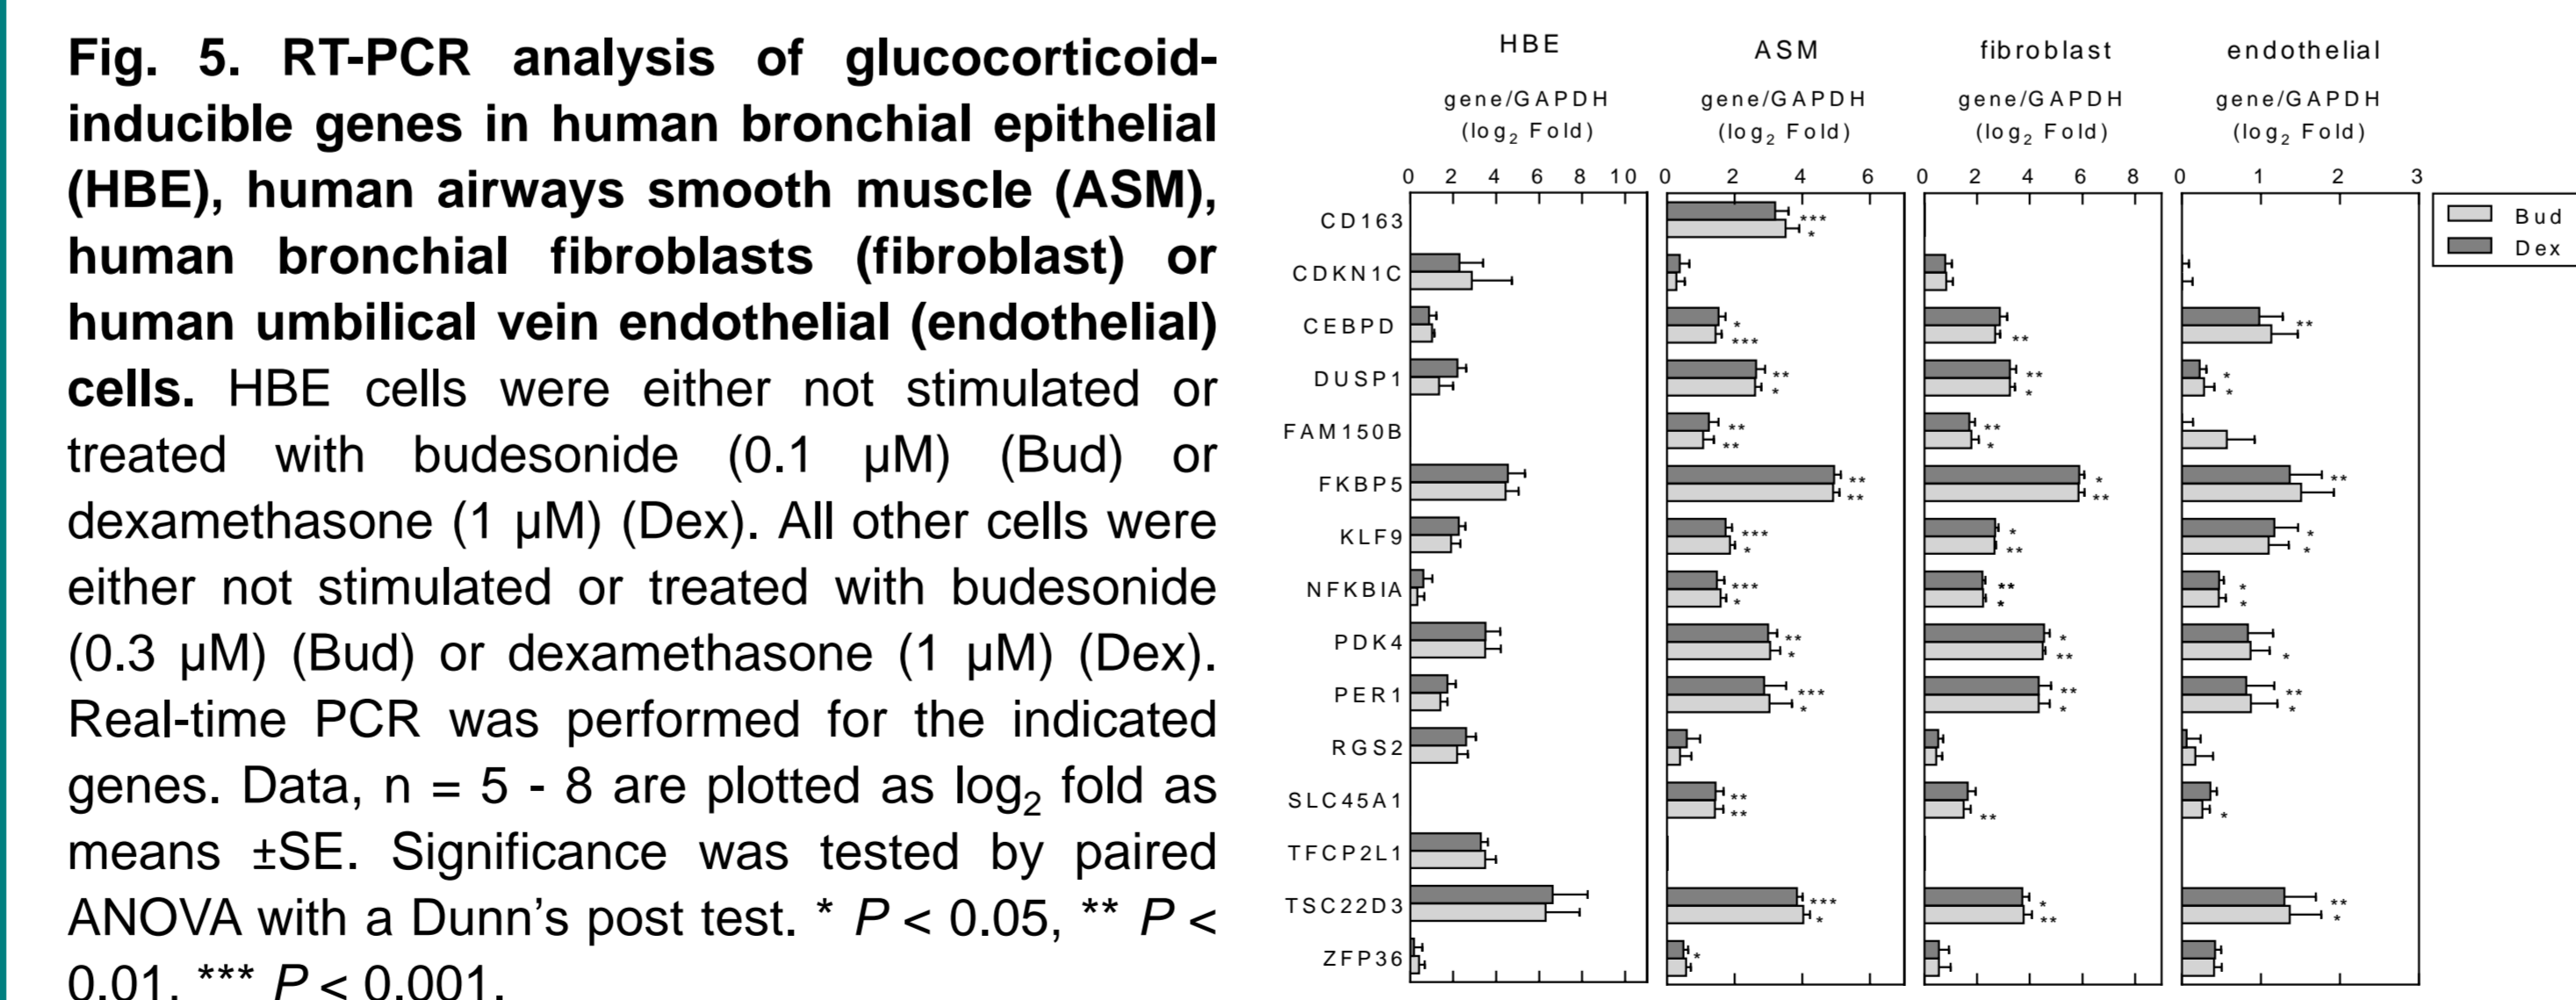 Fig. 5. RT-PCR analysis of glucocorticoid-
inducible genes in human bronchial epithelial
(HBE), human airways smooth muscle (ASM),
human bronchial fibroblasts (fibroblast) or
human umbilical vein endothelial (endothelial)
cells. HBE cells were either not stimulated or
treated with budesonide (0.1 µM) (Bud) or
dexamethasone (1 µM) (Dex). All other cells were
either not stimulated or treated with budesonide
(0.3 µM) (Bud) or dexamethasone (1 µM) (Dex).
Real-time PCR was performed for the indicated
genes. Data, n = 5 - 8 are plotted as log2 fold as
means ±SE. Significance was tested by paired
ANOVA with a Dunn's post test. * P < 0.05, ** P <
0.01, *** P < 0.001.
HBE
gene/GAPDH
(log2 Fold)
0 2 4 6 8 10
ASM
gene/GAPDH
(log2 Fold)
0 2 4 6
fibroblast
gene/GAPDH
(log2 Fold)
0 2 4 6 8
endothelial
gene/GAPDH
(log2 Fold)
0 1 2 3
Bud
Dex
CD163 *** *
CDKN1C
CEBPD * *** ** **
DUSP1 ** * ** * * *
FAM150B ** ** ** *
FKBP5 ** ** * ** **
KLF9 *** * * ** * *
NFKBIA *** * ** * * *
PDK4 ** * * ** *
PER1 *** * ** * ** *
RGS2
SLC45A1 ** ** ** *
TFCP2L1
TSC22D3 *** * * ** ** *
ZFP36 *